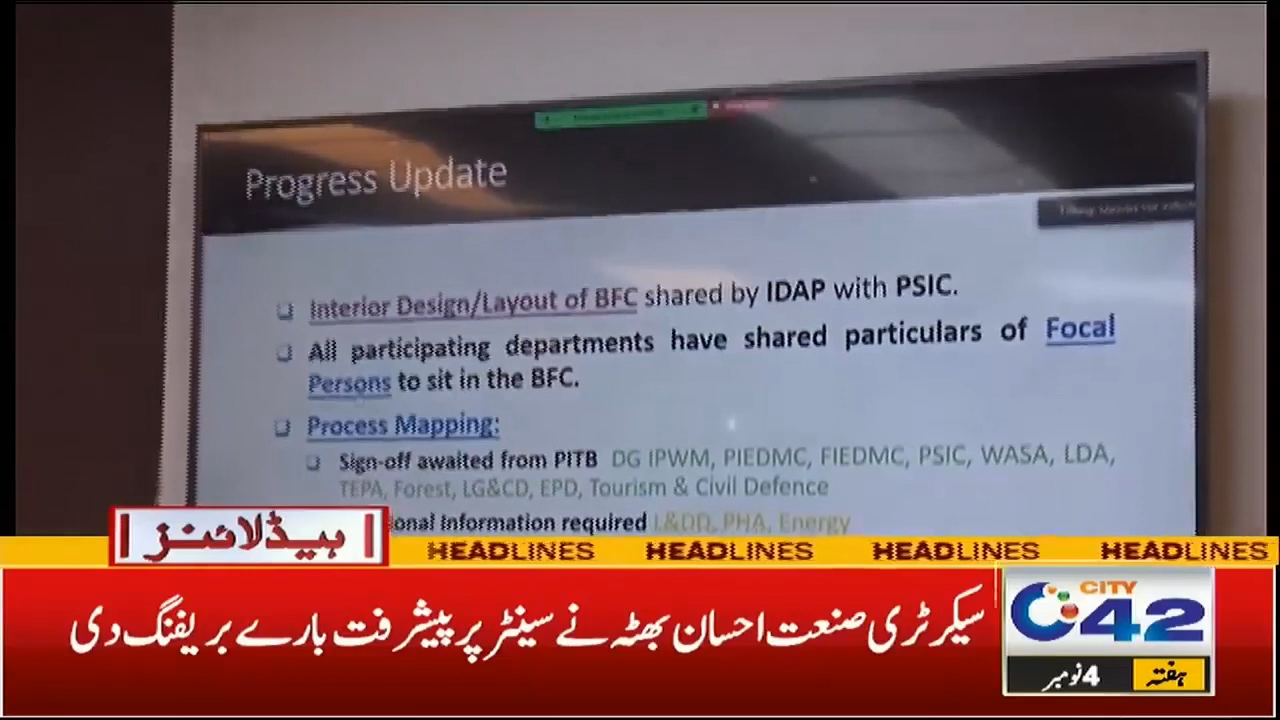 Progress Update
Interior Design/Layout of BFC shared by IDAP with PSIC.
All participating departments have shared particulars of Focal
Persons to sit in the BFC.
Process Mapping:
Sign-off awaited from PITB DG IPWM, PIEDMC, FIEDMC, PSIC, WASA, LDA,
TEPA, Forest, LG&CD, EPD, Tourism & Civil Defence
onal Information required L&DD, PHA, Energy
ہیڈلائنز
HEADLINES HEADLINES HEADLINES HEADLINES
سیکرٹری صنعت احسان بھٹہ نے سینٹر پر پیشرفت بارے بریفنگ دی
CITY
42
ہفتہ 4 نومبر